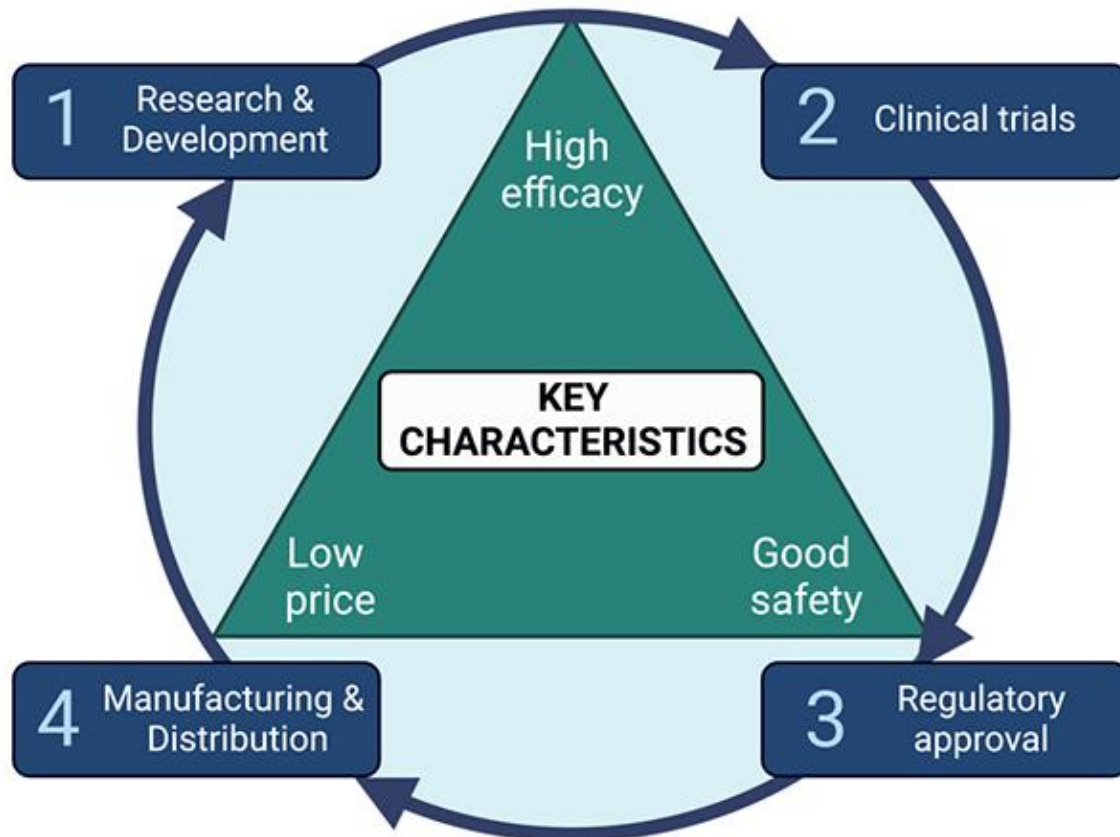 1
Research &
Development
2
Clinical trials
High
efficacy
KEY
CHARACTERISTICS
Low
price
Good
safety
4
Manufacturing &
Distribution
3
Regulatory
approval